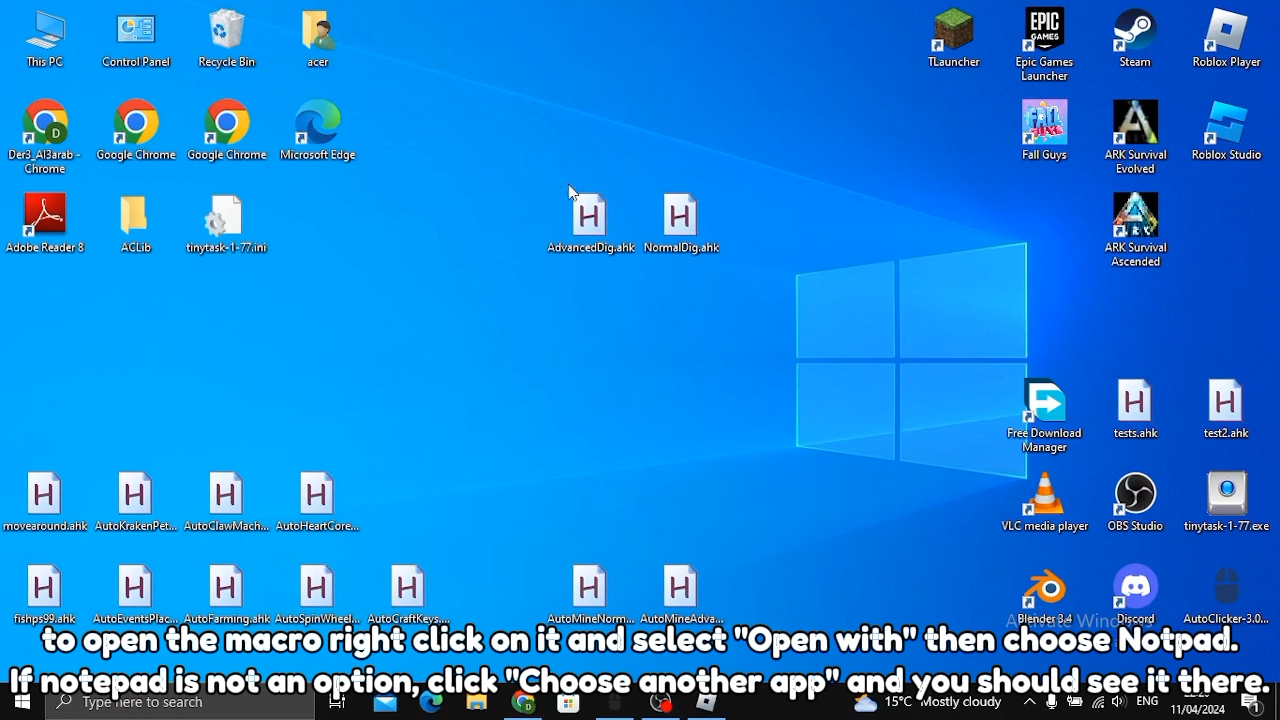 This PC
Control Panel
Recycle Bin
acer
TLauncher
EPIC GAMES
Epic Games
Launcher
Steam
Roblox Player
Der3_Al3arab -
Chrome
Google Chrome
Google Chrome
Microsoft Edge
Fall Guys
ARK Survival
Evolved
Roblox Studio
Adobe Reader 8
ACLib
tinytask-1-77.ini
AdvancedDig.ahk
NormalDig.ahk
ARK Survival
Ascended
Free Download
Manager
tests.ahk
test2.ahk
movearound.ahk
AutoKrakenPet...
AutoClawMach...
AutoHeartCore...
VLC media player
OBS Studio
tinytask-1-77.exe
fishps99.ahk
AutoEventsPlac...
AutoFarming.ahk
AutoSpinWheel...
AutoCraftKeys...
AutoMineNorm...
AutoMineAdva...
Blender 3.4
Discord
AutoClicker-3.0...
to open the macro right click on it and select "Open with" then choose Notpad.
If notepad is not an option, click "Choose another app" and you should see it there.
Type here to search
15°C Mostly cloudy
ENG
11/04/2024